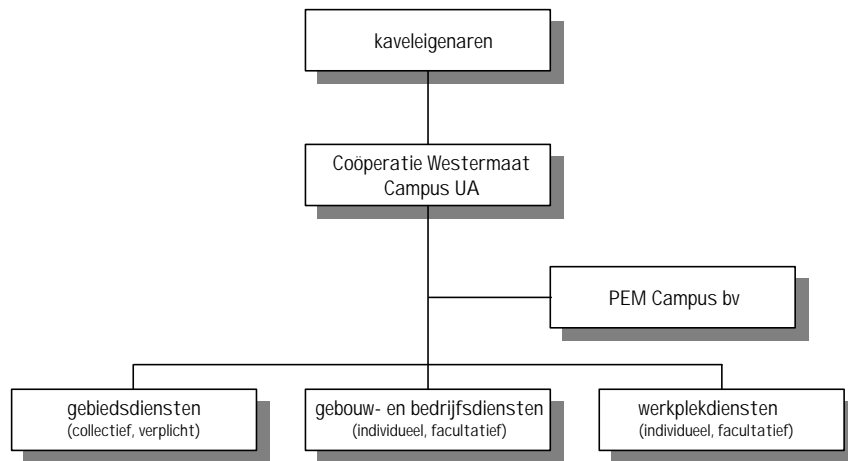 kaveleigenaren
Coöperatie Westermaat
Campus UA
PEM Campus bv
gebiedsdiensten
(collectief, verplicht)
gebouw- en bedrijfsdiensten
(individueel, facultatief)
werkplekdiensten
(individueel, facultatief)